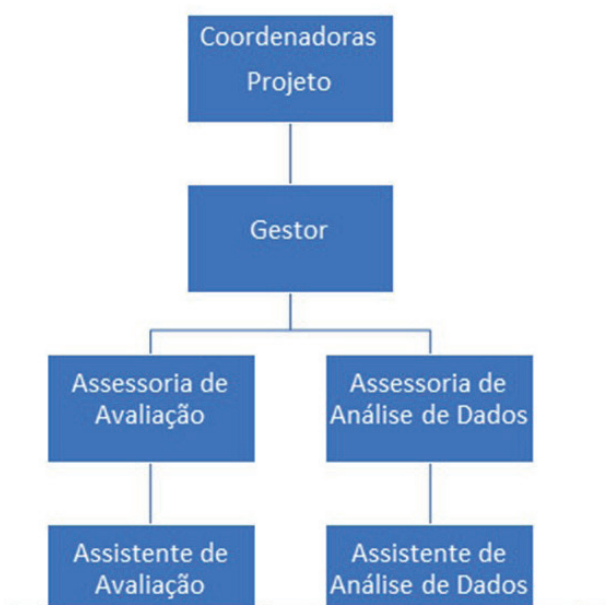 Coordenadoras
Projeto
Gestor
Assessoria de
Avaliação
Assessoria de
Análise de Dados
Assistente de
Avaliação
Assistente de
Análise de Dados